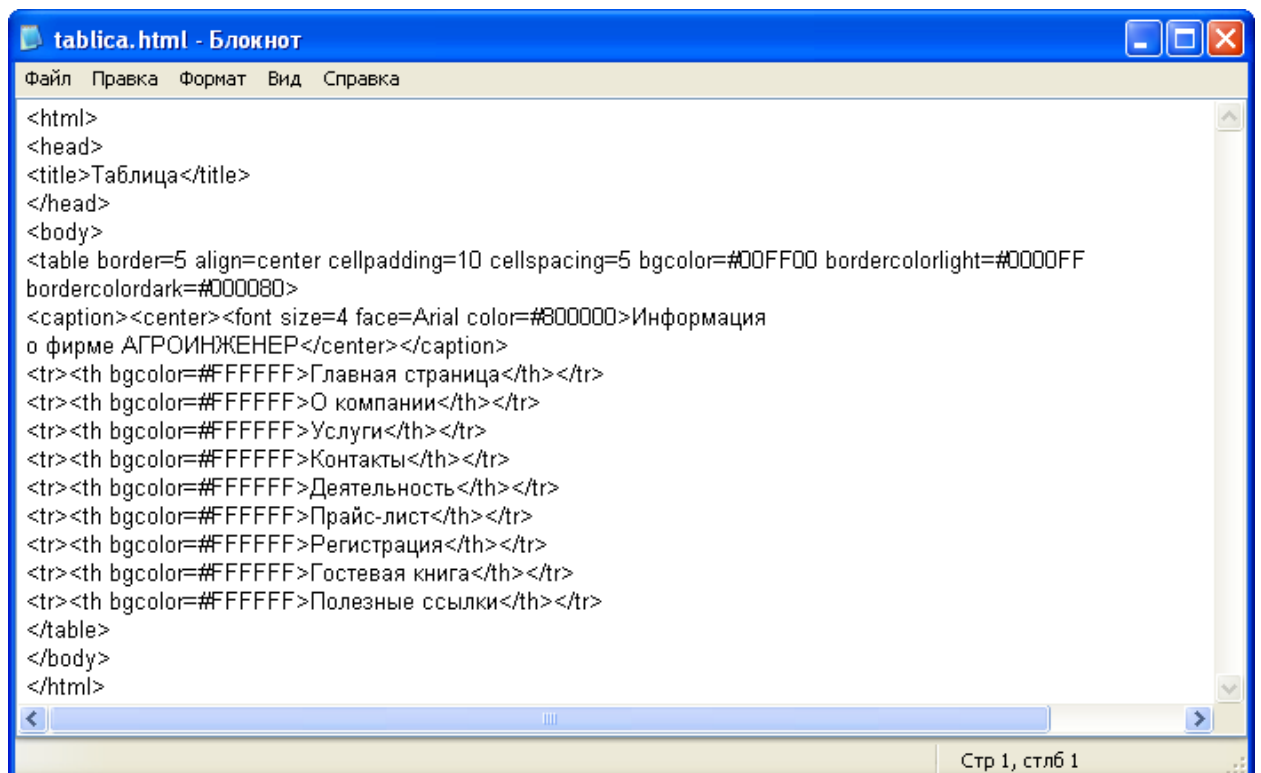 tablica.html - Блокнот
Файл Правка Формат Вид Справка
<html>
<head>
<title>Таблица</title>
</head>
<body>
<table border=5 align=center cellpadding=10 cellspacing=5 bgcolor=#00FF00 bordercolorlight=#0000FF
bordercolordark=#000080>
<caption><center><font size=4 face=Arial color=#800000>Информация
о фирме АГРОИНЖЕНЕР</center></caption>
<tr><th bgcolor=#FFFFFF>Главная страница</th></tr>
<tr><th bgcolor=#FFFFFF>О компании</th></tr>
<tr><th bgcolor=#FFFFFF>Услуги</th></tr>
<tr><th bgcolor=#FFFFFF>Контакты</th></tr>
<tr><th bgcolor=#FFFFFF>Деятельность</th></tr>
<tr><th bgcolor=#FFFFFF>Прайс-лист</th></tr>
<tr><th bgcolor=#FFFFFF>Регистрация</th></tr>
<tr><th bgcolor=#FFFFFF>Гостевая книга</th></tr>
<tr><th bgcolor=#FFFFFF>Полезные ссылки</th></tr>
</table>
</body>
</html>
Стр 1, стлб 1